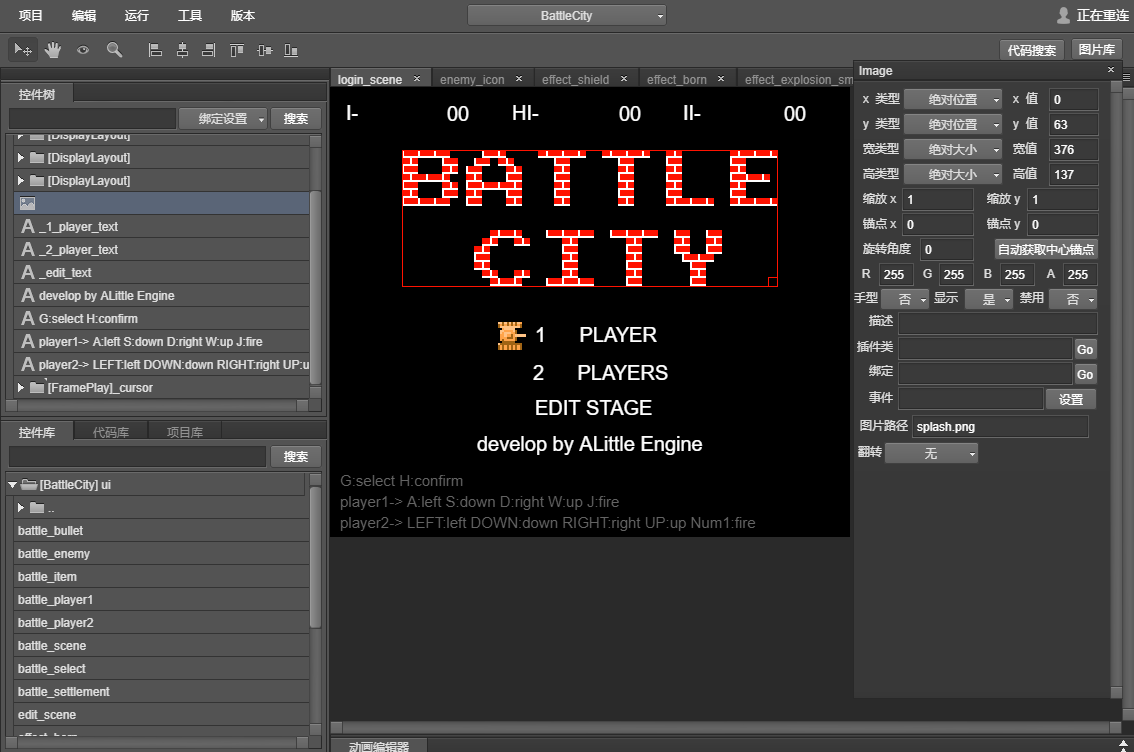 项目 编辑 运行 工具 版本 BattleCity 正在重连
代码搜索 图片库
控件树
绑定设置 搜索
[DisplayLayout]
[DisplayLayout]
[DisplayLayout]
_1_player_text
_2_player_text
_edit_text
develop by ALittle Engine
G:select H:confirm
player1-> A:left S:down D:right W:up J:fire
player2-> LEFT:left DOWN:down RIGHT:right UP:u
[FramePlay]_cursor
控件库 代码库 项目库
搜索
[BattleCity] ui
..
battle_bullet
battle_enemy
battle_item
battle_player1
battle_player2
battle_scene
battle_select
battle_settlement
edit_scene
effect_born
login_scene × enemy_icon × effect_shield × effect_born × effect_explosion_sm
I- 00 HI- 00 II- 00
BATTLE
CITY
1 PLAYER
2 PLAYERS
EDIT STAGE
develop by ALittle Engine
G:select H:confirm
player1-> A:left S:down D:right W:up J:fire
player2-> LEFT:left DOWN:down RIGHT:right UP:up Num1:fire
动画编辑器
Image ×
x 类型 绝对位置 x 值 0
y 类型 绝对位置 y 值 63
宽类型 绝对大小 宽值 376
高类型 绝对大小 高值 137
缩放 x 1 缩放 y 1
锚点 x 0 锚点 y 0
旋转角度 0 自动获取中心锚点
R 255 G 255 B 255 A 255
手型 否 显示 是 禁用 否
描述
插件类 Go
绑定 Go
事件 设置
图片路径 splash.png
翻转 无